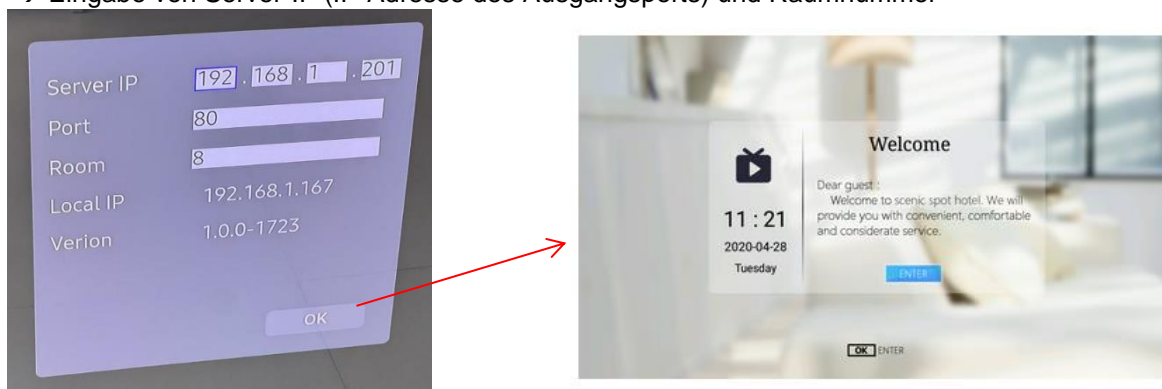 Eingabe von Server IP (IP-Adresse des Ausgangsports) und Raumnummer
Server IP 192 . 168 . 1 . 201
Port 80
Room 8
Local IP 192.168.1.167
Verion 1.0.0-1723
OK
Welcome
Dear guest :
Welcome to scenic spot hotel. We will
provide you with convenient, comfortable
and considerate service.
11 : 21
2020-04-28
Tuesday
ENTER
OK ENTER